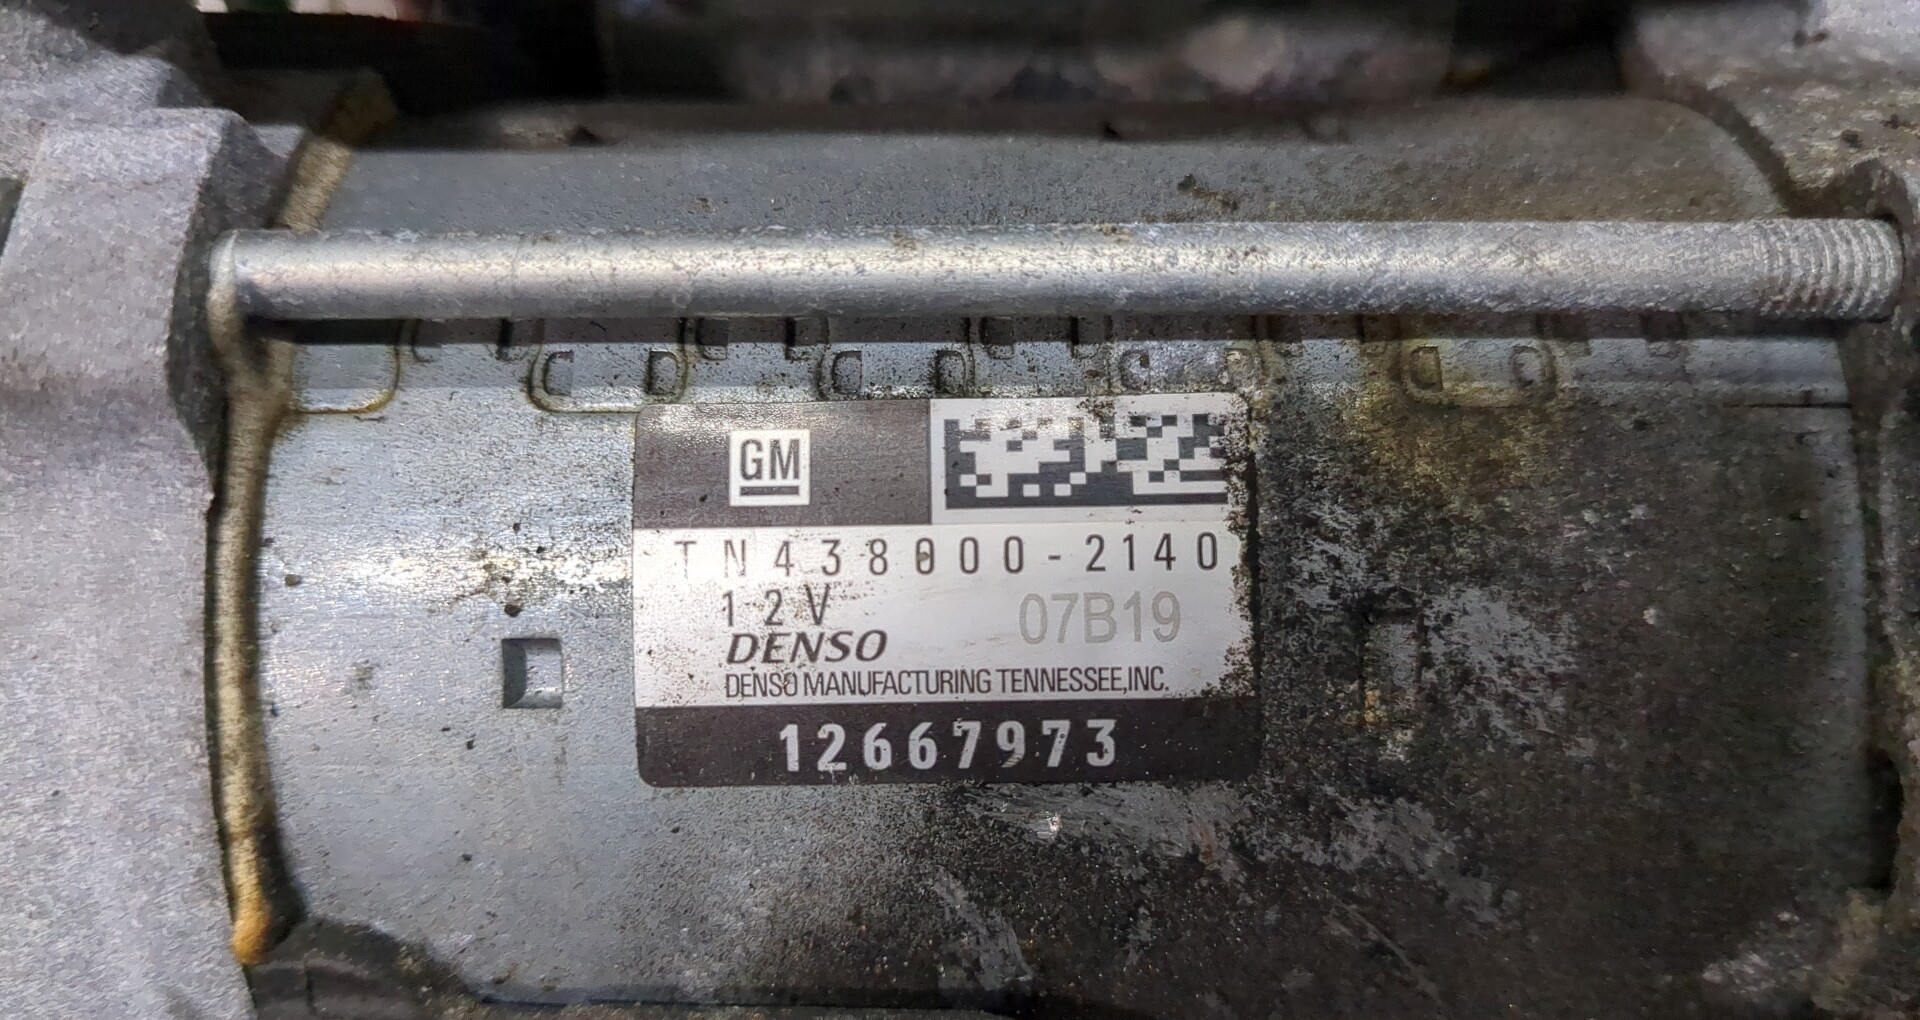 GM
TN438000-2140
12V
07B19
DENSO
DENSO MANUFACTURING TENNESSEE,INC.
12667973